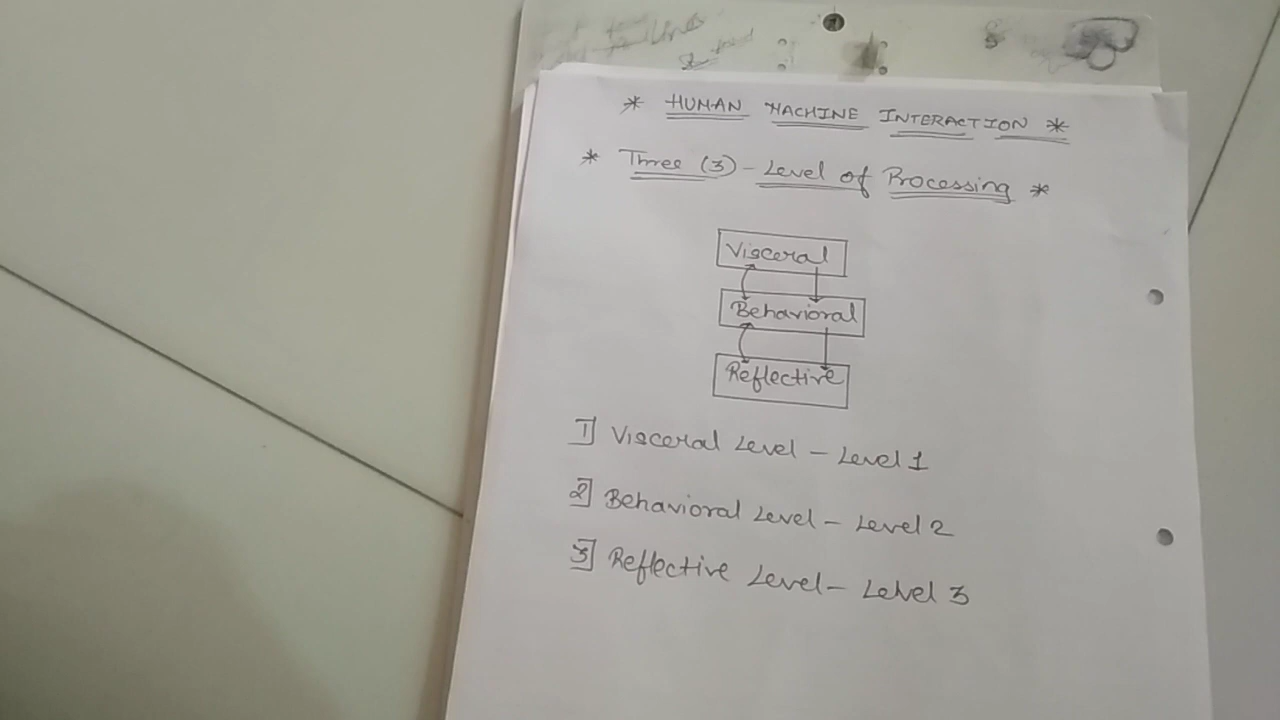 * HUMAN MACHINE INTERACTION *
* Three (3) - Level of Processing *
Visceral
Behavioral
Reflective
1] Visceral Level - Level 1
2] Behavioral Level - Level 2
3] Reflective Level - Level 3